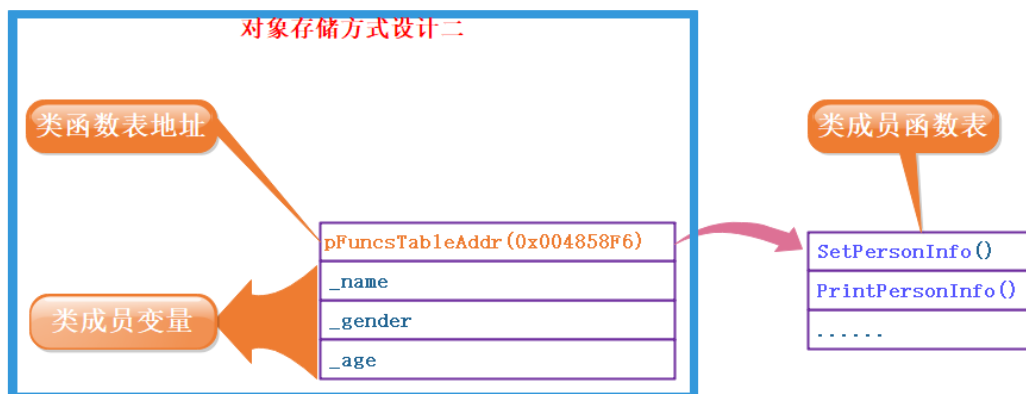 对象存储方式设计二
类函数表地址
类成员函数表
pFuncsTableAddr(0x004858F6)
_name
_gender
_age
类成员变量
SetPersonInfo()
PrintPersonInfo()
......